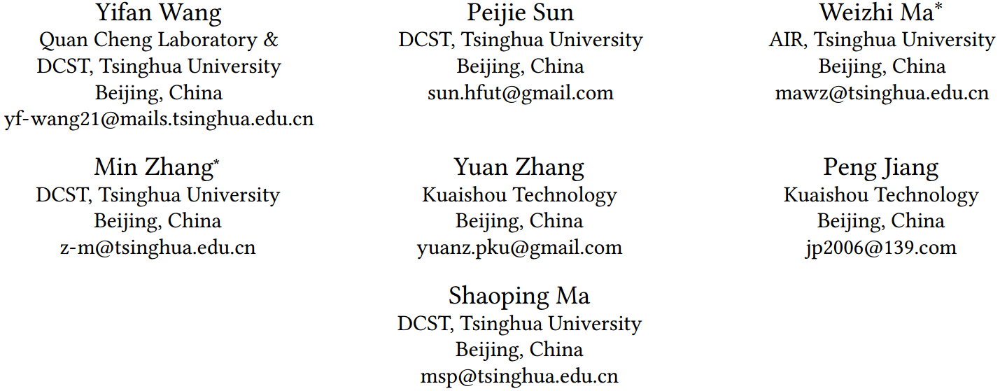 Yifan Wang
Quan Cheng Laboratory &
DCST, Tsinghua University
Beijing, China
yf-wang21@mails.tsinghua.edu.cn
Peijie Sun
DCST, Tsinghua University
Beijing, China
sun.hfut@gmail.com
Weizhi Ma*
AIR, Tsinghua University
Beijing, China
mawz@tsinghua.edu.cn
Min Zhang*
DCST, Tsinghua University
Beijing, China
z-m@tsinghua.edu.cn
Yuan Zhang
Kuaishou Technology
Beijing, China
yuanz.pku@gmail.com
Peng Jiang
Kuaishou Technology
Beijing, China
jp2006@139.com
Shaoping Ma
DCST, Tsinghua University
Beijing, China
msp@tsinghua.edu.cn